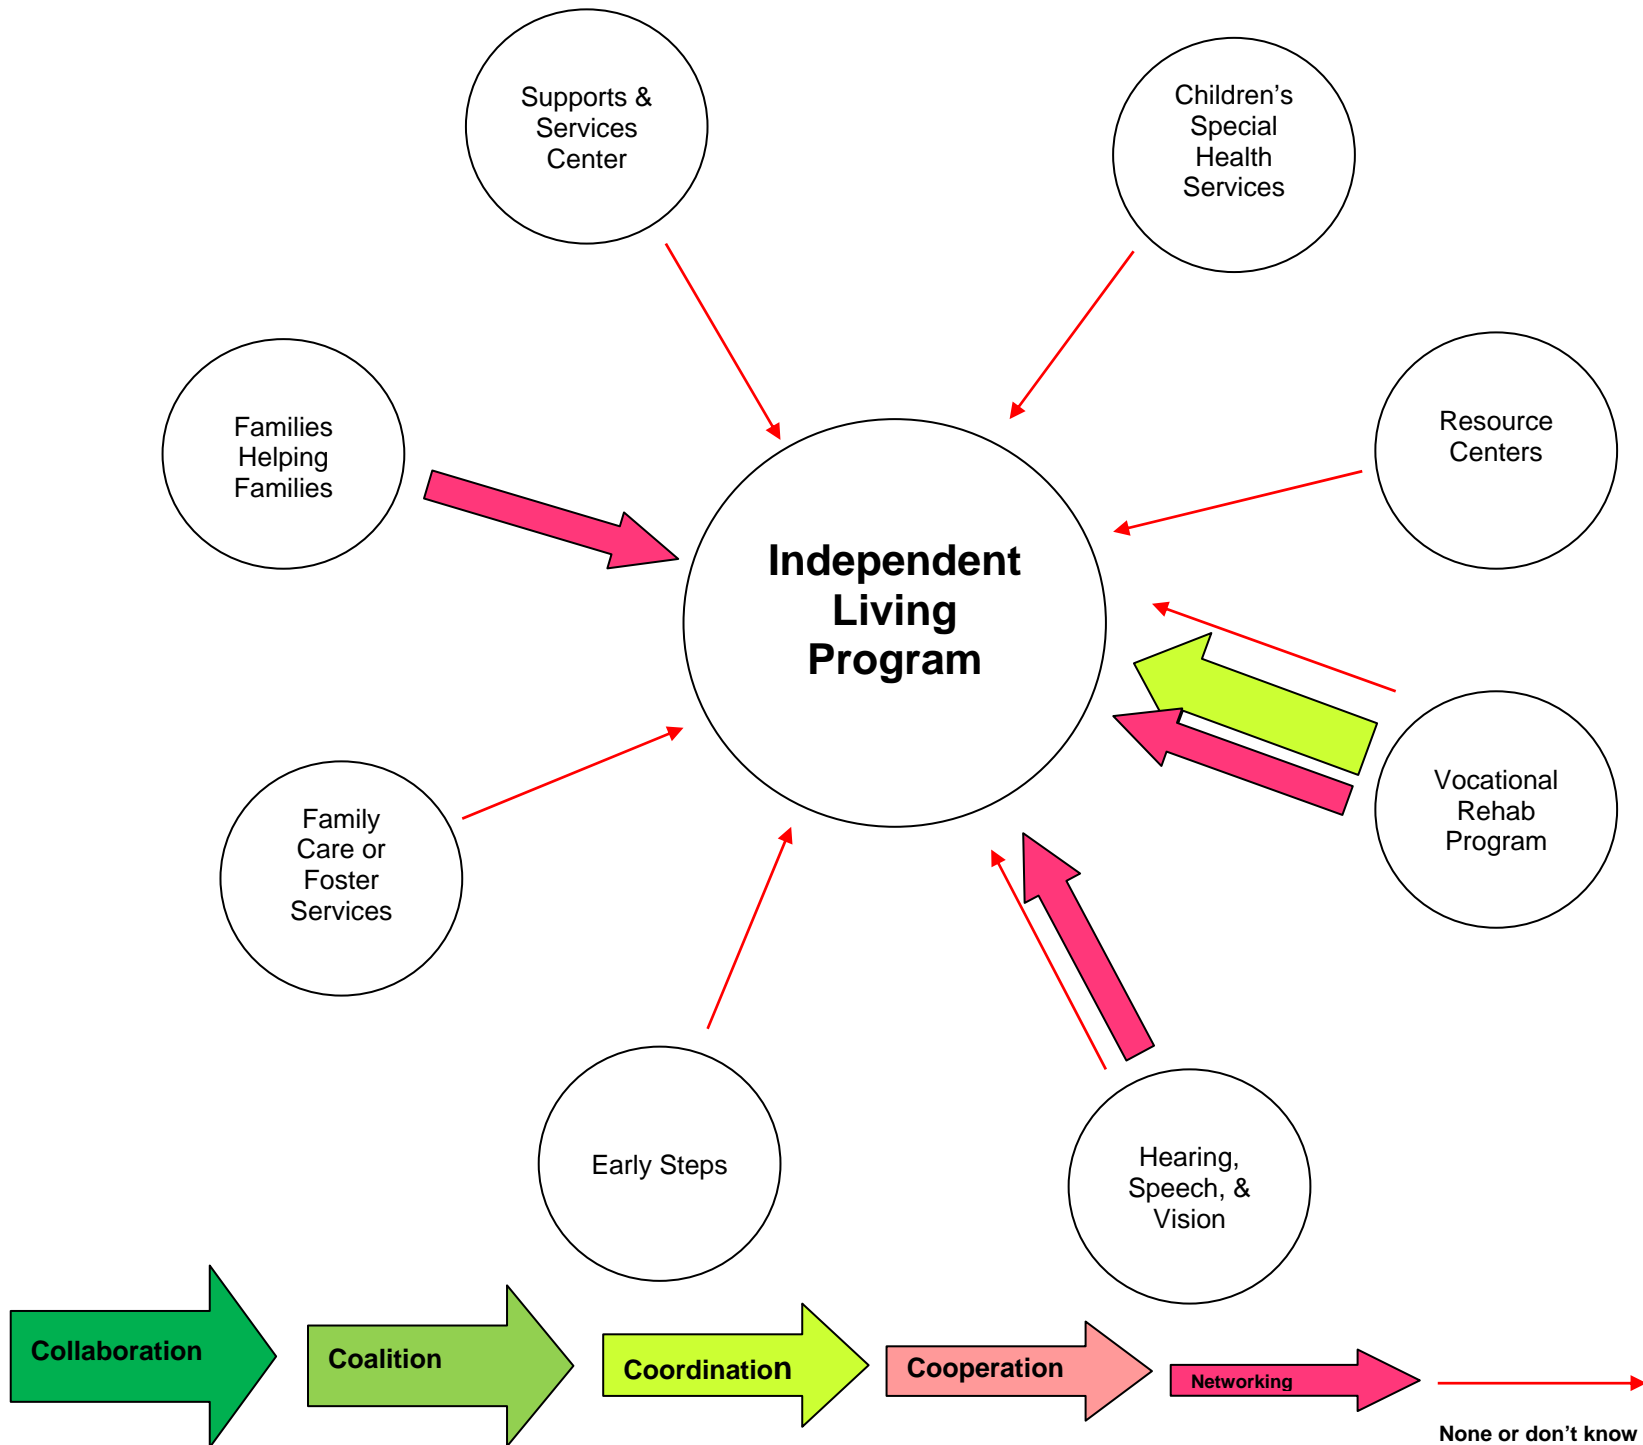 Supports &
Services
Center
Children’s
Special
Health
Services
Families
Helping
Families
Resource
Centers
Independent
Living
Program
Family
Care or
Foster
Services
Vocational
Rehab
Program
Early Steps
Hearing,
Speech, &
Vision
Collaboration
Coalition
Coordination
Cooperation
Networking
None or don’t know